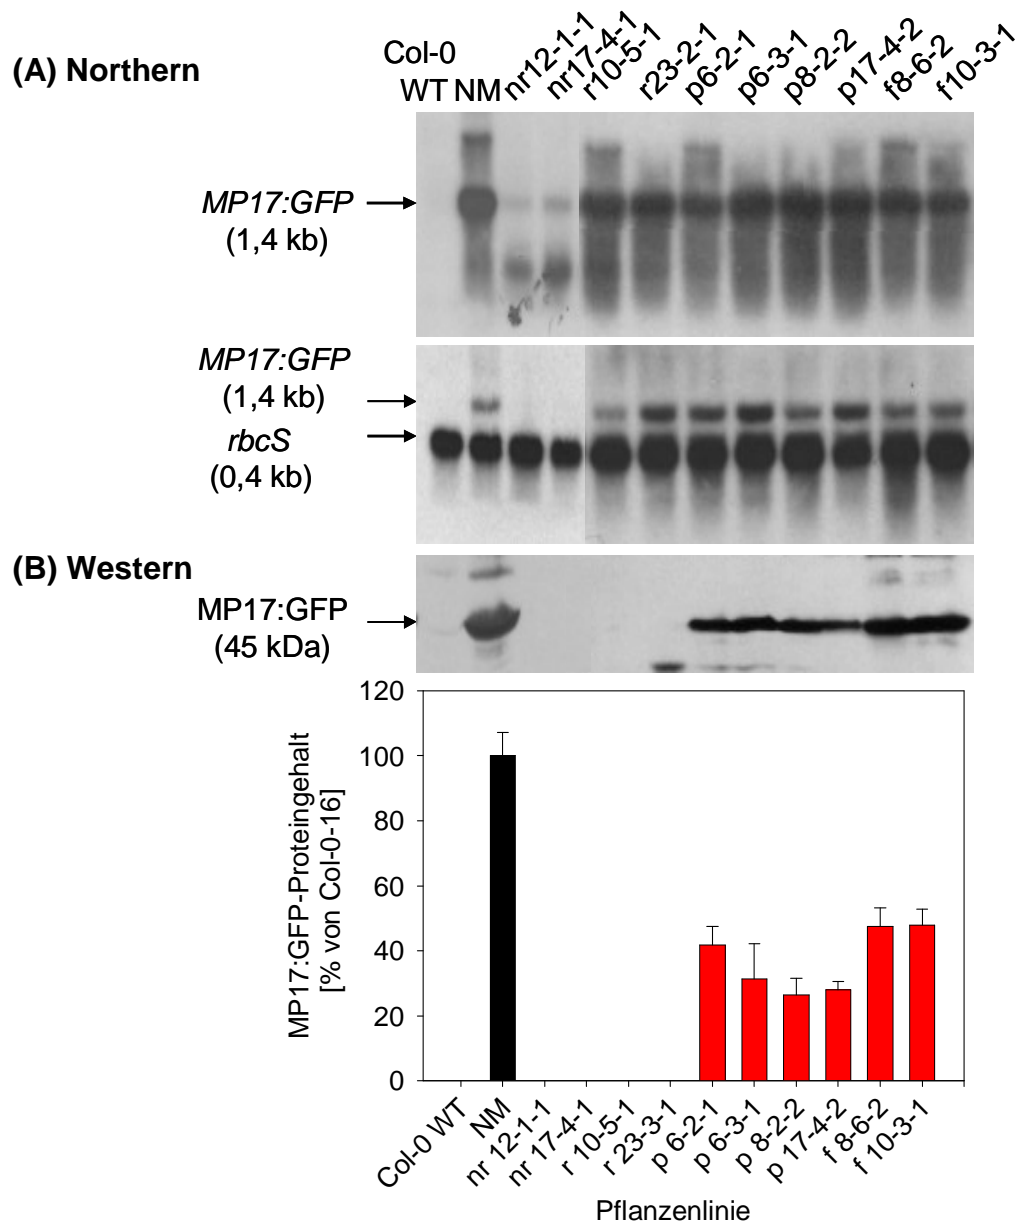 (A) Northern
Col-0
WT NM nr12-1-1 nr17-4-1 r10-5-1 r23-2-1 p6-2-1 p6-3-1 p8-2-2 p17-4-2 f8-6-2 f10-3-1
MP17:GFP
(1,4 kb)
MP17:GFP
(1,4 kb)
rbcS
(0,4 kb)
(B) Western
MP17:GFP
(45 kDa)
MP17:GFP-Proteingehalt
[% von Col-0-16]
120
100
80
60
40
20
0
Col-0 WT
NM
nr 12-1-1
nr 17-4-1
r 10-5-1
r 23-3-1
p 6-2-1
p 6-3-1
p 8-2-2
p 17-4-2
f 8-6-2
f 10-3-1
Pflanzenlinie